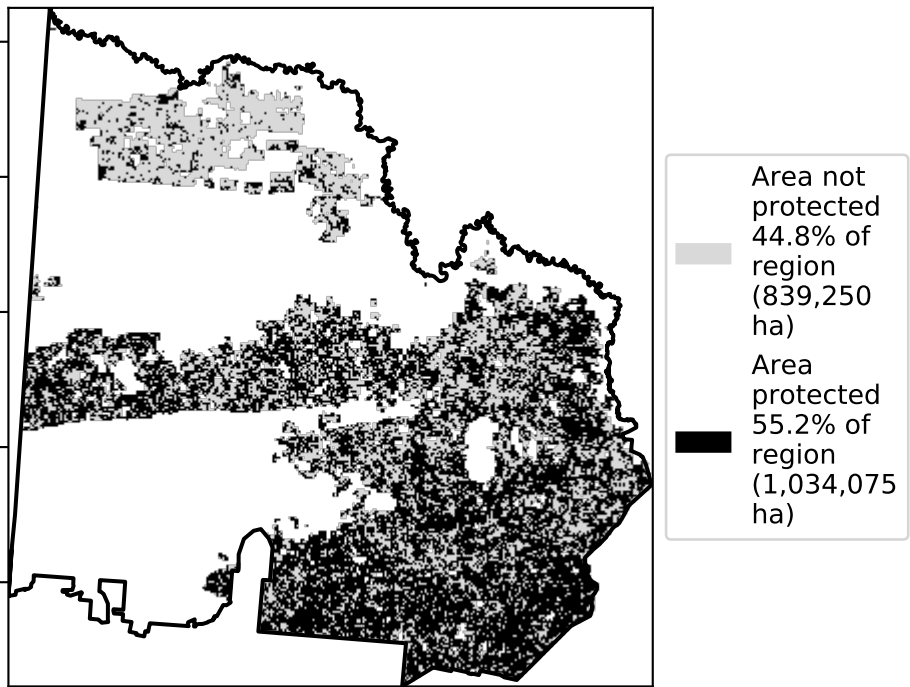 Area not
protected
44.8% of
region
(839,250
ha)
Area
protected
55.2% of
region
(1,034,075
ha)